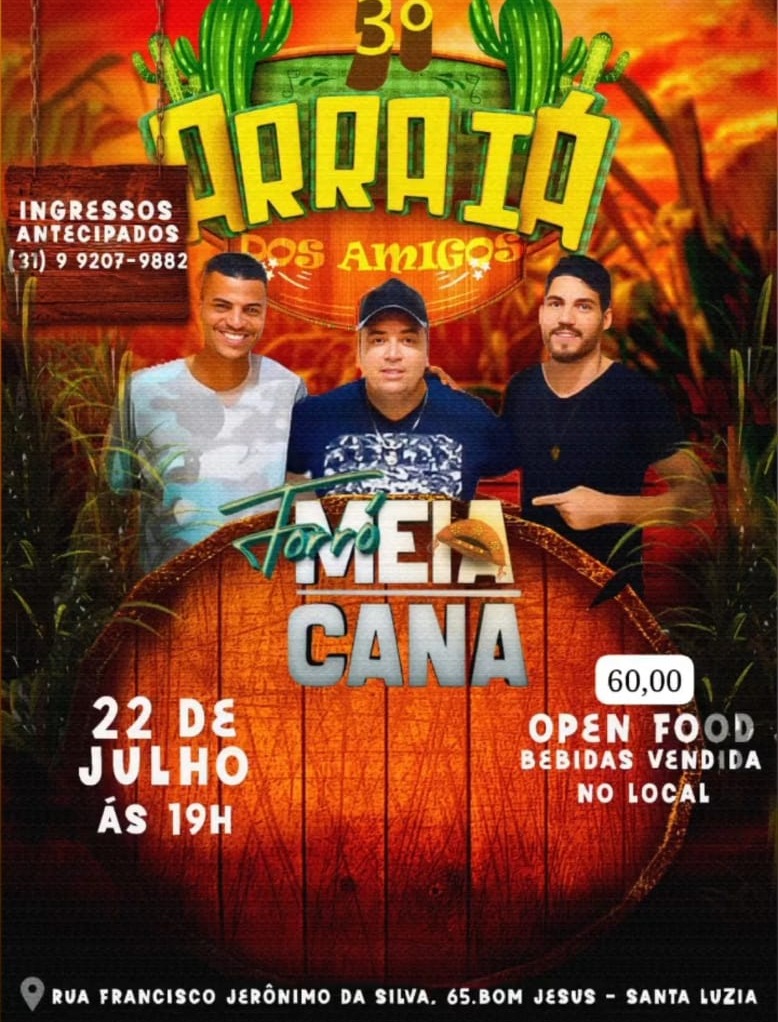 3º
ARRAIÁ
DOS AMIGOS
INGRESSOS
ANTECIPADOS
(31) 9 9207-9882
Forró
MEIA
CANA
22 DE
JULHO
ÁS 19H
60,00
OPEN FOOD
BEBIDAS VENDIDA
NO LOCAL
RUA FRANCISCO JERÔNIMO DA SILVA, 65.BOM JESUS - SANTA LUZIA